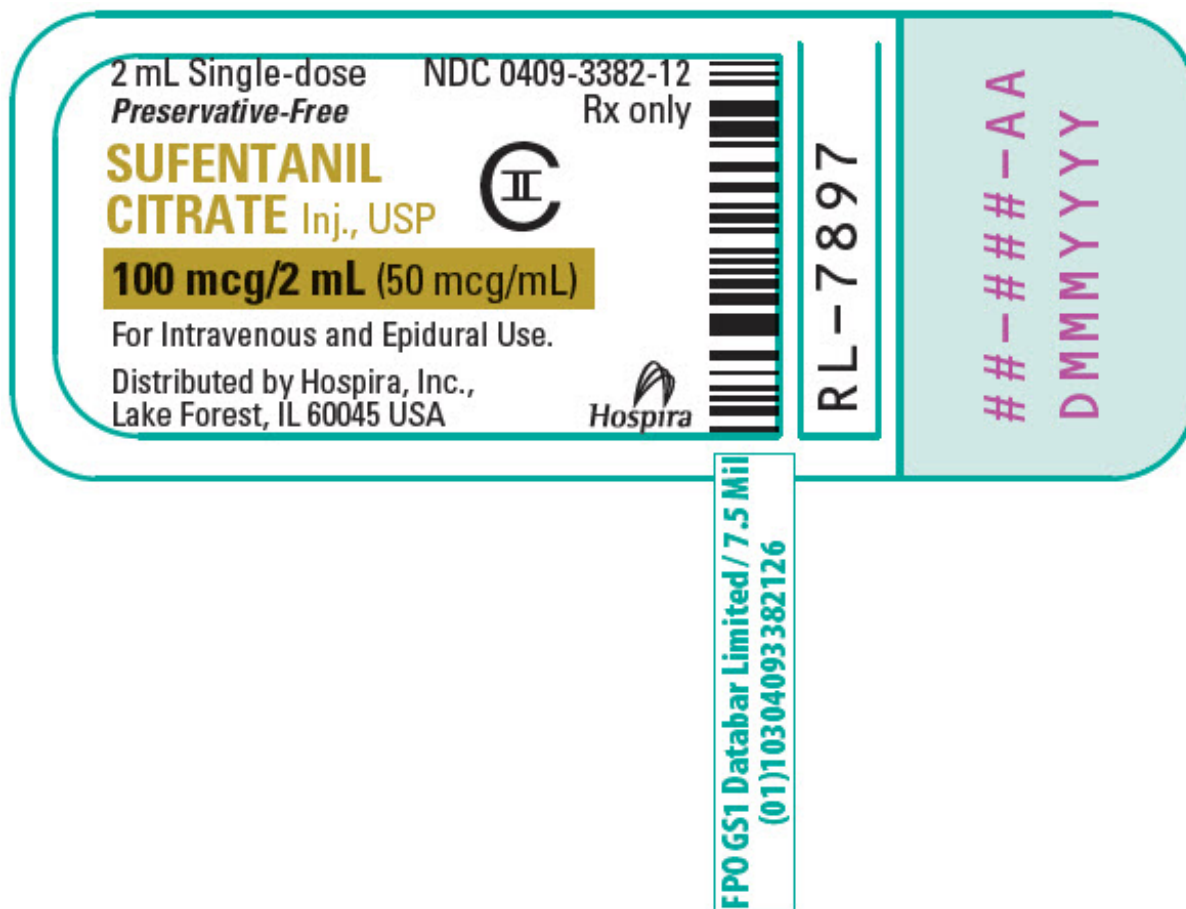 2 mL Single-dose NDC 0409-3382-12
Preservative-Free Rx only
SUFENTANIL
CITRATE Inj., USP
CII
100 mcg/2 mL (50 mcg/mL)
For Intravenous and Epidural Use.
Distributed by Hospira, Inc.,
Lake Forest, IL 60045 USA
Hospira
RL-7897
##-###-AA
DMMMYYYY
FPO GS1 Databar Limited/ 7.5 Mil
(01)10304093382126